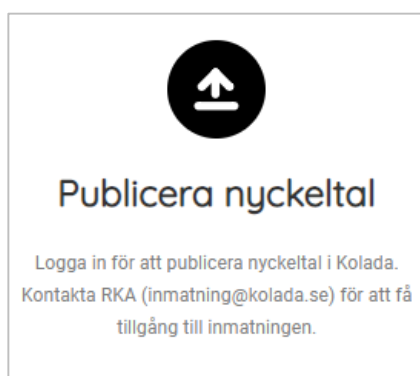 Publicera nyckeltal
Logga in för att publicera nyckeltal i Kolada.
Kontakta RKA (inmatning@kolada.se) för att få
tillgång till inmatningen.